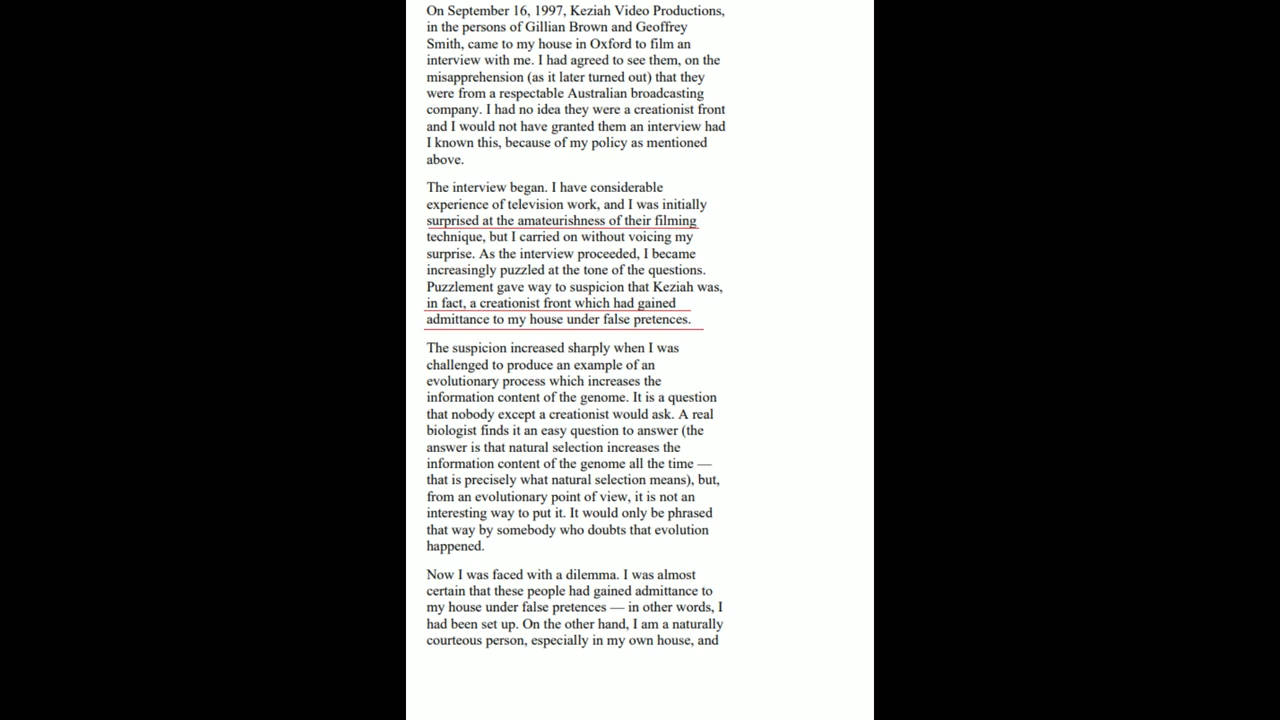 On September 16, 1997, Keziah Video Productions,
in the persons of Gillian Brown and Geoffrey
Smith, came to my house in Oxford to film an
interview with me. I had agreed to see them, on the
misapprehension (as it later turned out) that they
were from a respectable Australian broadcasting
company. I had no idea they were a creationist front
and I would not have granted them an interview had
I known this, because of my policy as mentioned
above.
The interview began. I have considerable
experience of television work, and I was initially
surprised at the amateurishness of their filming
technique, but I carried on without voicing my
surprise. As the interview proceeded, I became
increasingly puzzled at the tone of the questions.
Puzzlement gave way to suspicion that Keziah was,
in fact, a creationist front which had gained
admittance to my house under false pretences.
The suspicion increased sharply when I was
challenged to produce an example of an
evolutionary process which increases the
information content of the genome. It is a question
that nobody except a creationist would ask. A real
biologist finds it an easy question to answer (the
answer is that natural selection increases the
information content of the genome all the time —
that is precisely what natural selection means), but,
from an evolutionary point of view, it is not an
interesting way to put it. It would only be phrased
that way by somebody who doubts that evolution
happened.
Now I was faced with a dilemma. I was almost
certain that these people had gained admittance to
my house under false pretences — in other words, I
had been set up. On the other hand, I am a naturally
courteous person, especially in my own house, and